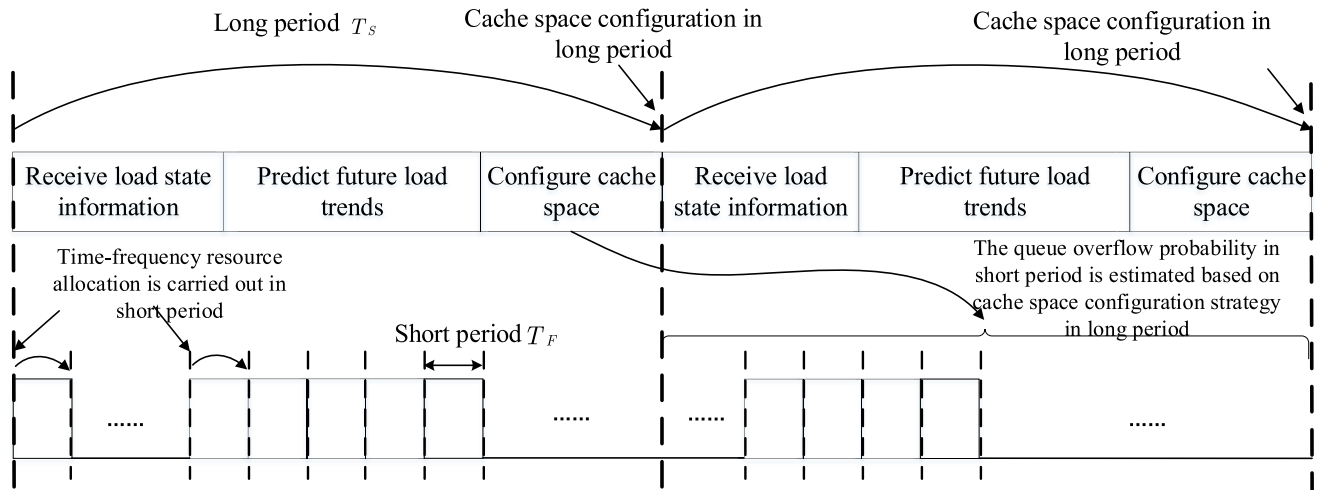 Long period T_S
Cache space configuration in
long period
Cache space configuration in
long period
Receive load state
information
Predict future load
trends
Configure cache
space
Receive load
state information
Predict future load
trends
Configure cache
space
Time-frequency resource
allocation is carried out in
short period
The queue overflow probability in
short period is estimated based on
cache space configuration strategy
in long period
Short period T_F
......
......
......
......